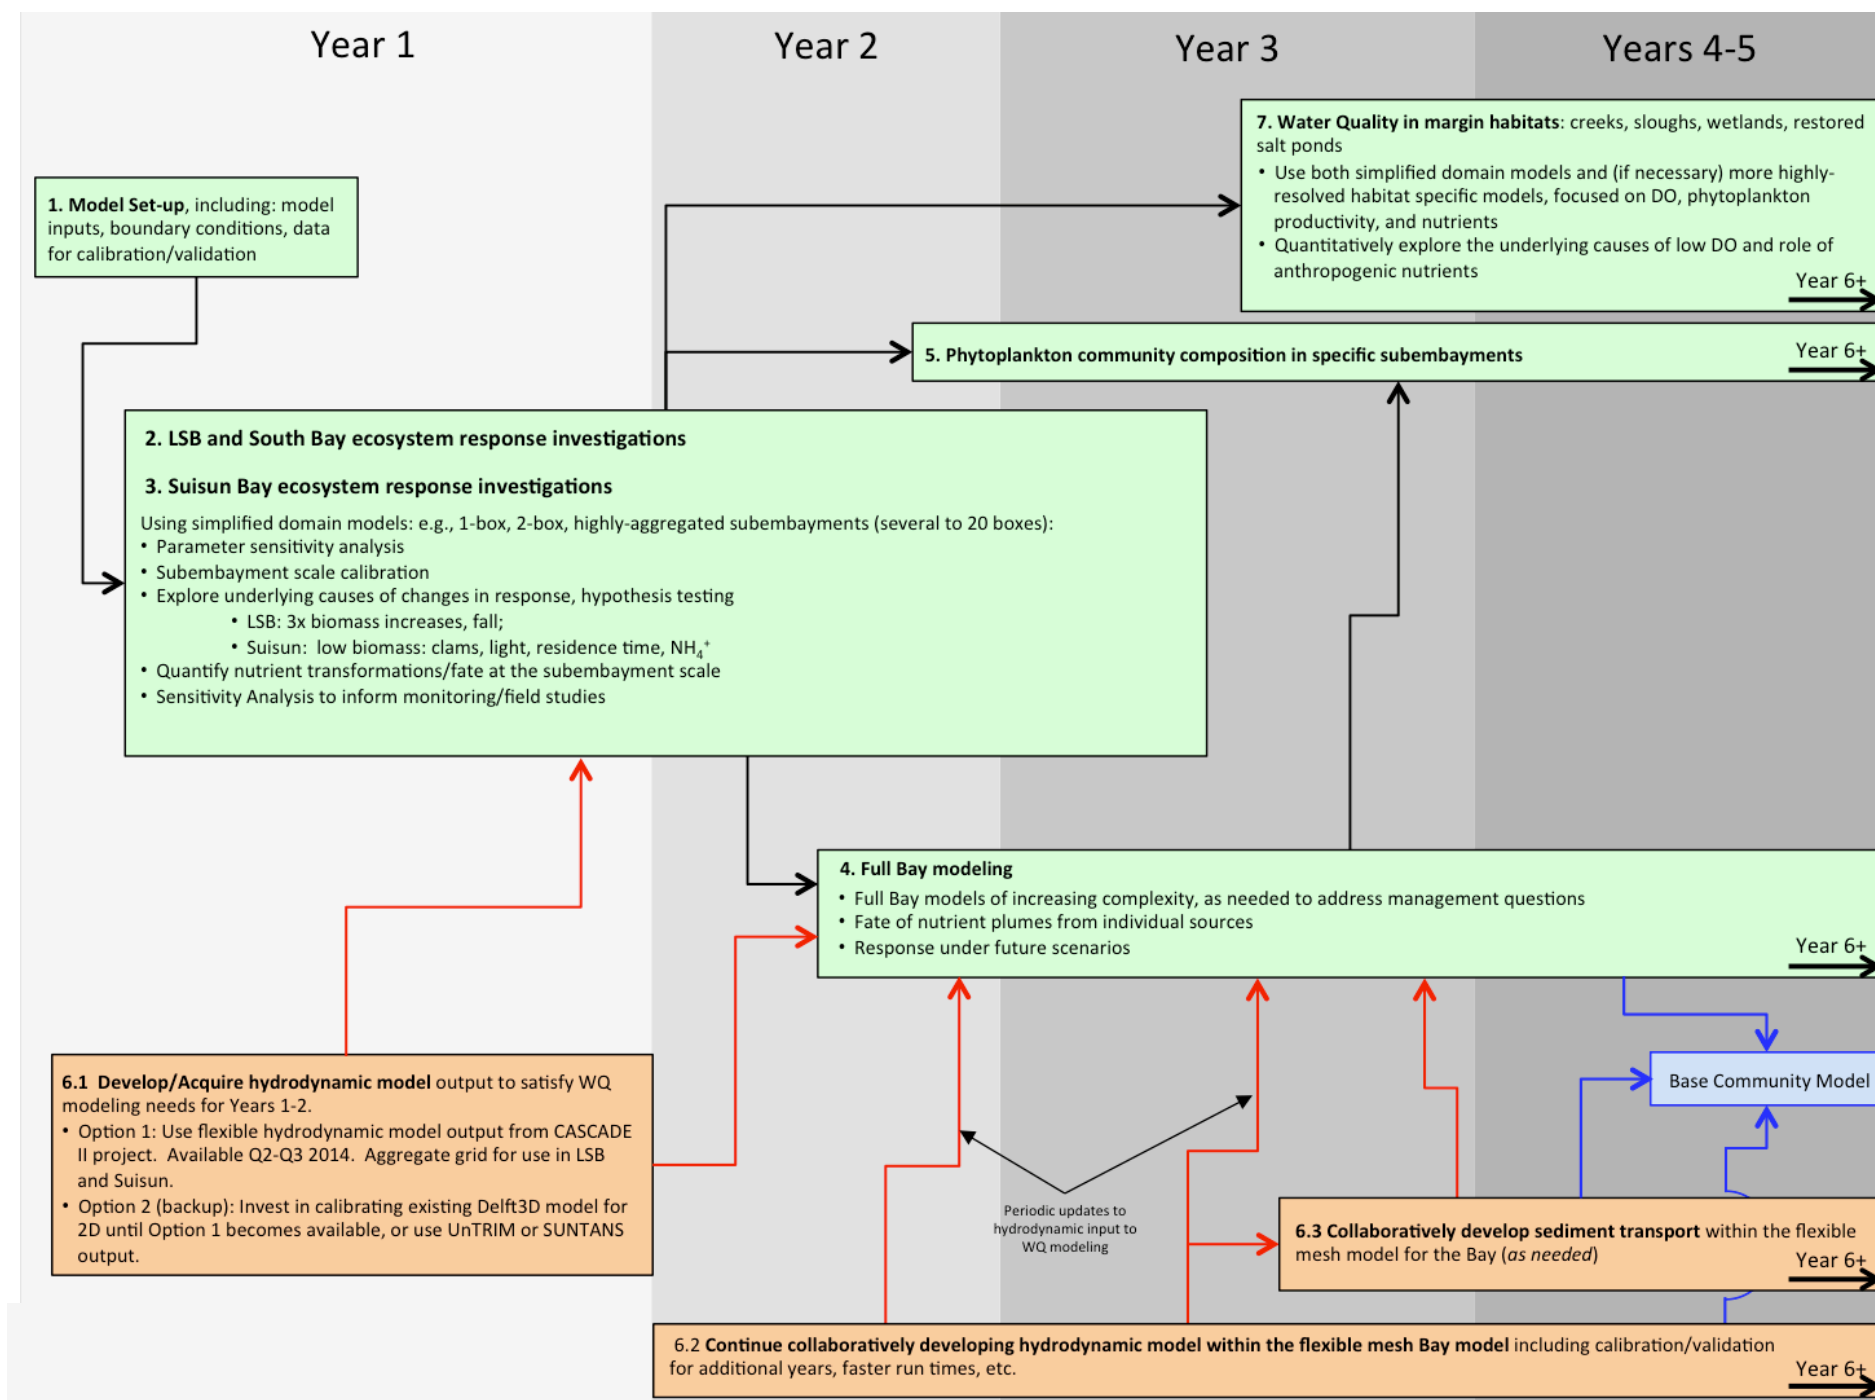 Year 1
Year 2
Year 3
Years 4-5
7. Water Quality in margin habitats: creeks, sloughs, wetlands, restored
salt ponds
• Use both simplified domain models and (if necessary) more highly-
resolved habitat specific models, focused on DO, phytoplankton
productivity, and nutrients
• Quantitatively explore the underlying causes of low DO and role of
anthropogenic nutrients
Year 6+
1. Model Set-up, including: model
inputs, boundary conditions, data
for calibration/validation
5. Phytoplankton community composition in specific subembayments
Year 6+
2. LSB and South Bay ecosystem response investigations
3. Suisun Bay ecosystem response investigations
Using simplified domain models: e.g., 1-box, 2-box, highly-aggregated subembayments (several to 20 boxes):
• Parameter sensitivity analysis
• Subembayment scale calibration
• Explore underlying causes of changes in response, hypothesis testing
• LSB: 3x biomass increases, fall;
• Suisun: low biomass: clams, light, residence time, NH₄⁺
• Quantify nutrient transformations/fate at the subembayment scale
• Sensitivity Analysis to inform monitoring/field studies
4. Full Bay modeling
• Full Bay models of increasing complexity, as needed to address management questions
• Fate of nutrient plumes from individual sources
• Response under future scenarios
Year 6+
6.1 Develop/Acquire hydrodynamic model output to satisfy WQ
modeling needs for Years 1-2.
• Option 1: Use flexible hydrodynamic model output from CASCADE
II project. Available Q2-Q3 2014. Aggregate grid for use in LSB
and Suisun.
• Option 2 (backup): Invest in calibrating existing Delft3D model for
2D until Option 1 becomes available, or use UnTRIM or SUNTANS
output.
Base Community Model
Periodic updates to
hydrodynamic input to
WQ modeling
6.3 Collaboratively develop sediment transport within the flexible
mesh model for the Bay (as needed)
Year 6+
6.2 Continue collaboratively developing hydrodynamic model within the flexible mesh Bay model including calibration/validation
for additional years, faster run times, etc.
Year 6+